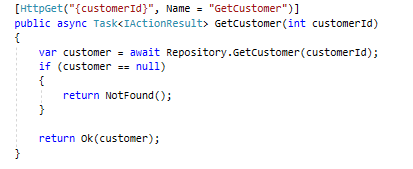 [HttpGet("{customerId}", Name = "GetCustomer")]
public async Task<IActionResult> GetCustomer(int customerId)
{
    var customer = await Repository.GetCustomer(customerId);
    if (customer == null)
    {
        return NotFound();
    }

    return Ok(customer);
}